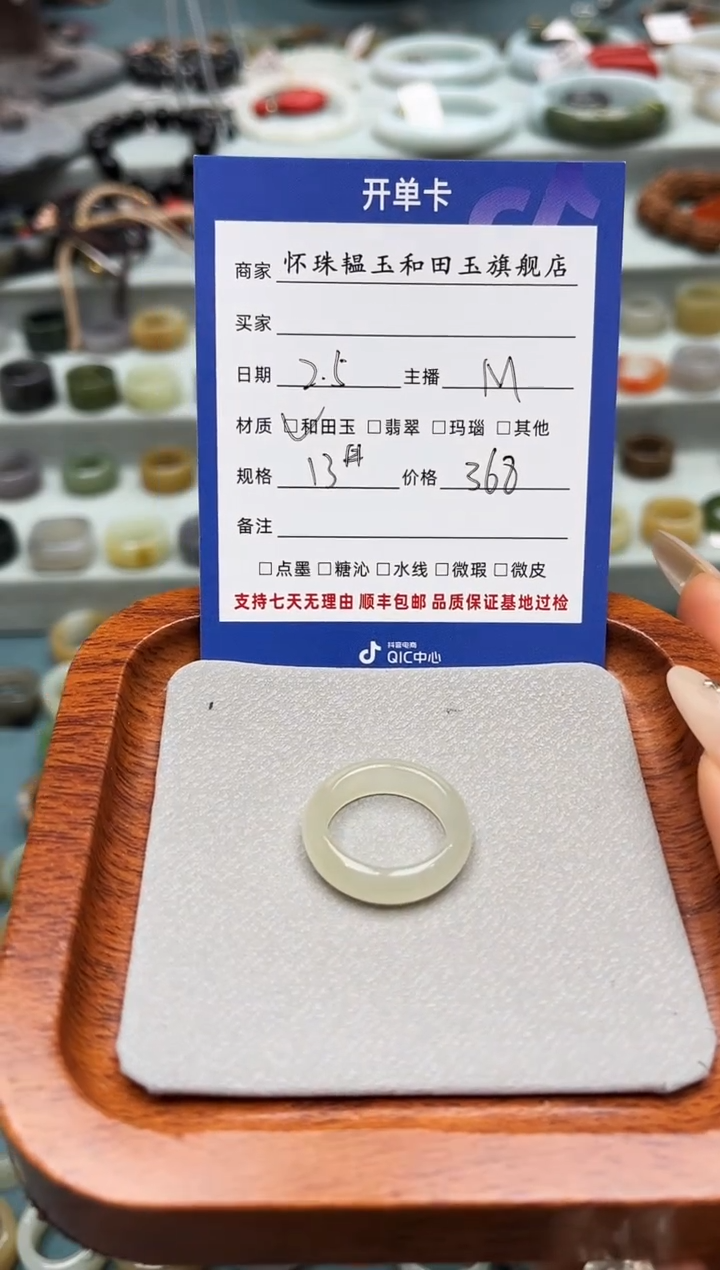 开单卡
商家 怀珠韫玉和田玉旗舰店
买家
日期 2.5 主播 M
材质 ☑和田玉 □翡翠 □玛瑙 □其他
规格 13# 价格 368
备注
□点墨 □糖沁 □水线 □微瑕 □微皮
支持七天无理由 顺丰包邮 品质保证基地过检
抖音电商
QIC中心